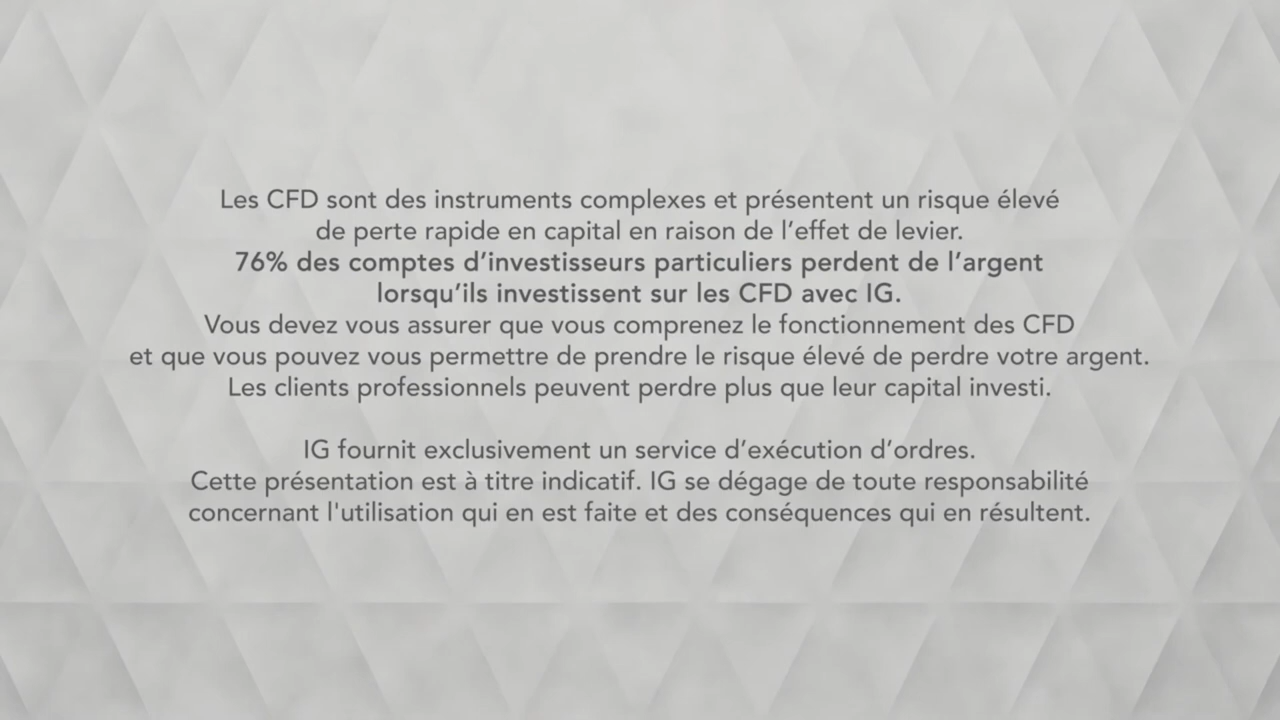 Les CFD sont des instruments complexes et présentent un risque élevé
de perte rapide en capital en raison de l’effet de levier.
76% des comptes d’investisseurs particuliers perdent de l’argent
lorsqu’ils investissent sur les CFD avec IG.
Vous devez vous assurer que vous comprenez le fonctionnement des CFD
et que vous pouvez vous permettre de prendre le risque élevé de perdre votre argent.
Les clients professionnels peuvent perdre plus que leur capital investi.
IG fournit exclusivement un service d’exécution d’ordres.
Cette présentation est à titre indicatif. IG se dégage de toute responsabilité
concernant l'utilisation qui en est faite et des conséquences qui en résultent.